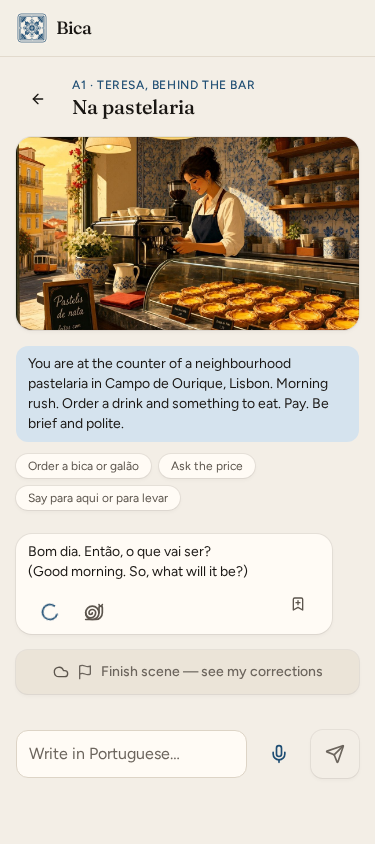 Bica
A1 · TERESA, BEHIND THE BAR
Na pastelaria
Pastéis
de nata
You are at the counter of a neighbourhood
pastelaria in Campo de Ourique, Lisbon. Morning
rush. Order a drink and something to eat. Pay. Be
brief and polite.
Order a bica or galão
Ask the price
Say para aqui or para levar
Bom dia. Então, o que vai ser?
(Good morning. So, what will it be?)
Finish scene — see my corrections
Write in Portuguese...